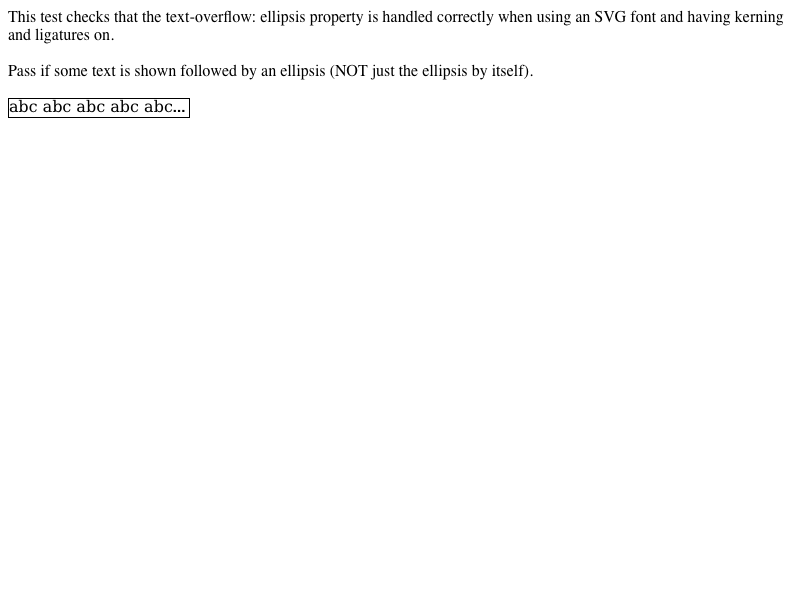 This test checks that the text-overflow: ellipsis property is handled correctly when using an SVG font and having kerning
and ligatures on.
Pass if some text is shown followed by an ellipsis (NOT just the ellipsis by itself).
abc abc abc abc abc...